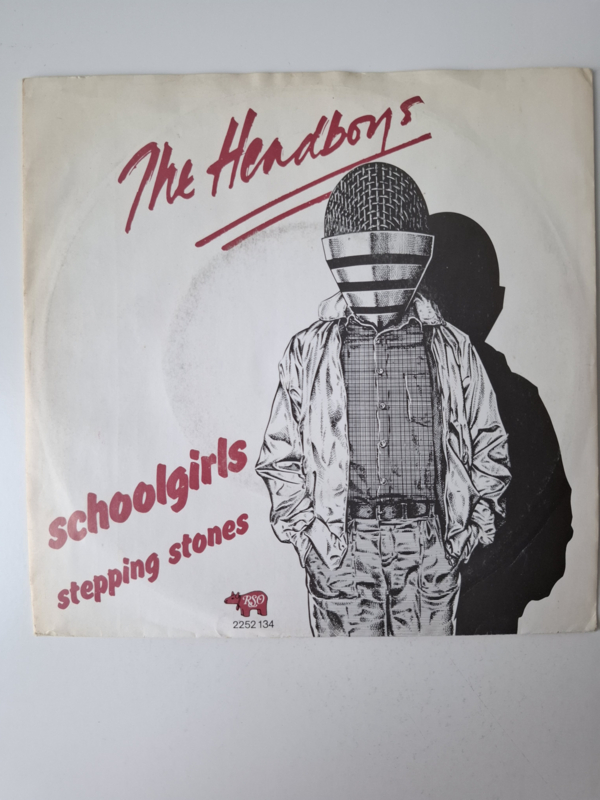 The Headboys
schoolgirls
stepping stones
RSO
2252 134